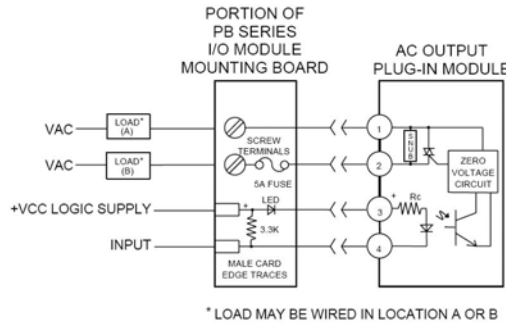 PORTION OF
PB SERIES
I/O MODULE
MOUNTING BOARD
AC OUTPUT
PLUG-IN MODULE
VAC
LOAD*
(A)
1
SCREW
TERMINALS
SNUB
VAC
LOAD*
(B)
2
ZERO
VOLTAGE
CIRCUIT
5A FUSE
LED
+VCC LOGIC SUPPLY
+
3
+
Rc
3.3K
INPUT
4
MALE CARD
EDGE TRACES
* LOAD MAY BE WIRED IN LOCATION A OR B